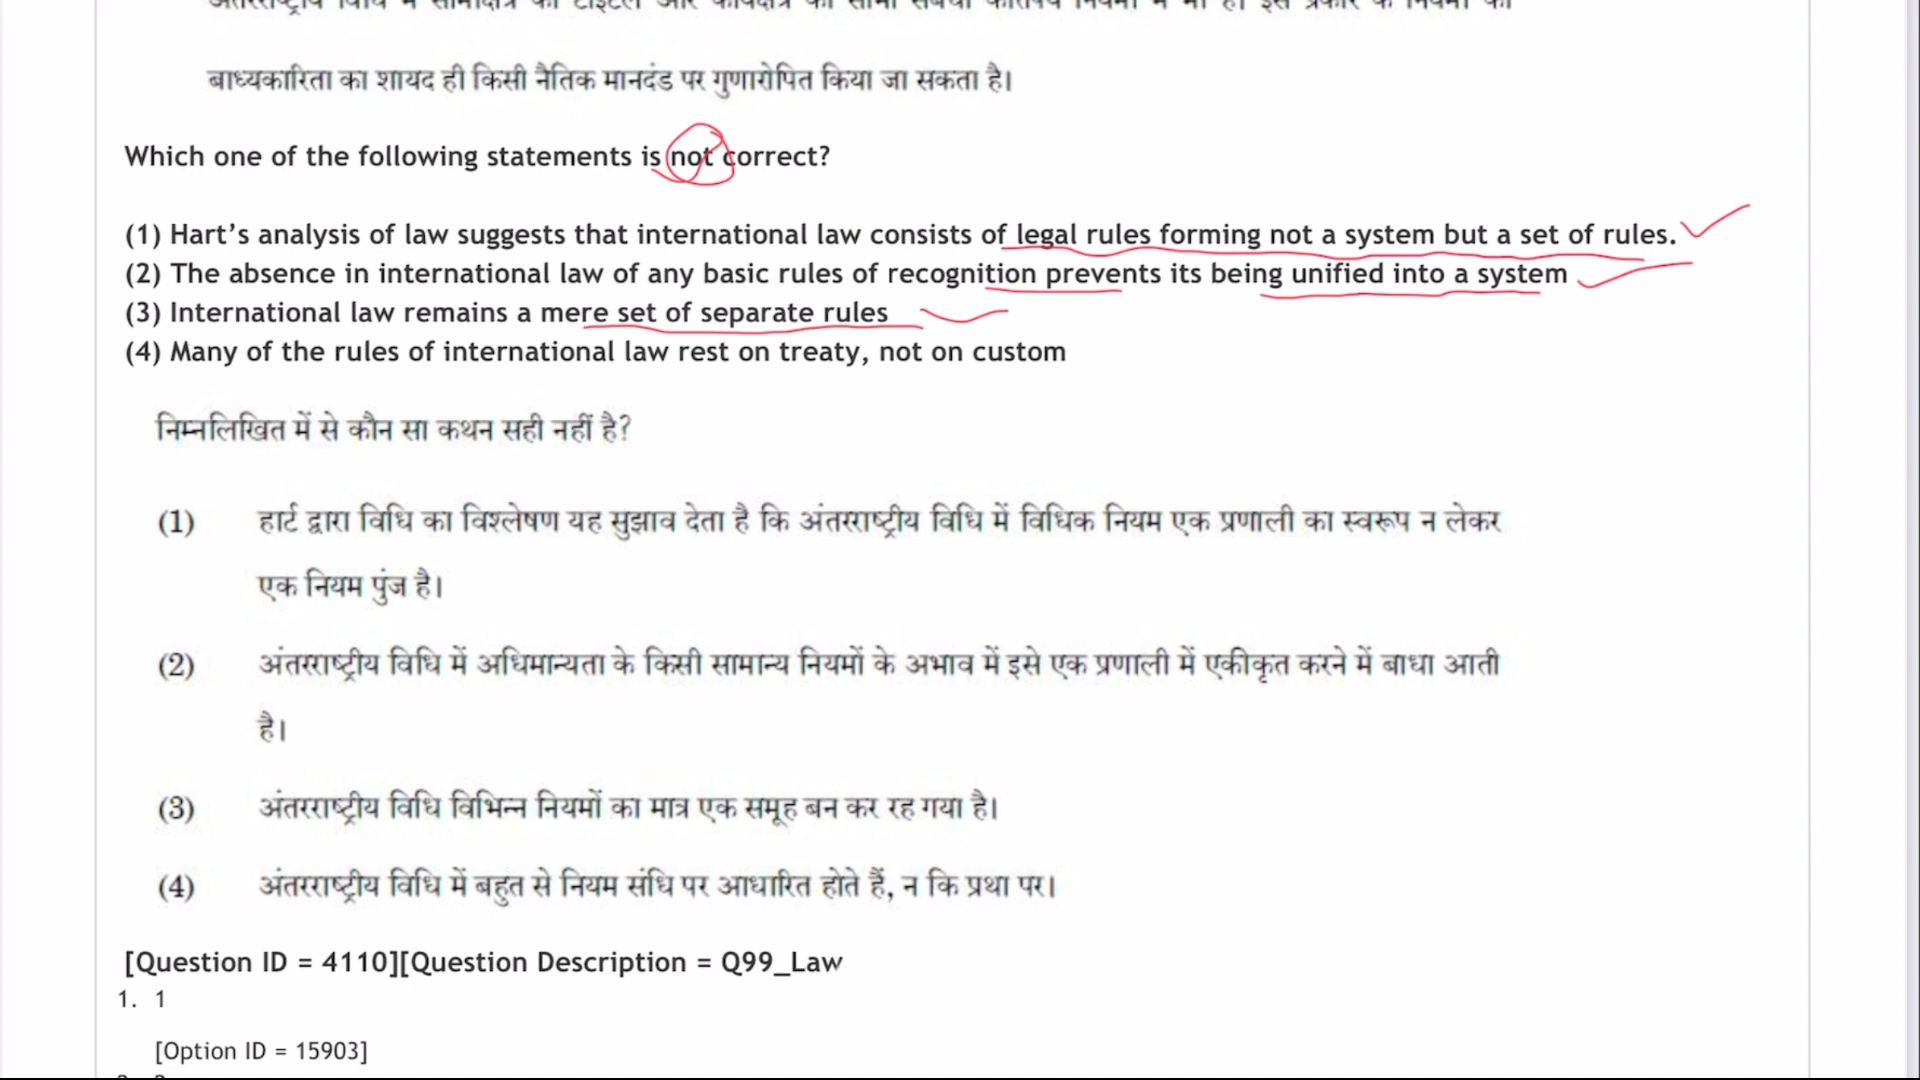 बाध्यकारिता का शायद ही किसी नैतिक मानदंड पर गुणारोपित किया जा सकता है।
Which one of the following statements is not correct?
(1) Hart’s analysis of law suggests that international law consists of legal rules forming not a system but a set of rules.
(2) The absence in international law of any basic rules of recognition prevents its being unified into a system
(3) International law remains a mere set of separate rules
(4) Many of the rules of international law rest on treaty, not on custom
निम्नलिखित में से कौन सा कथन सही नहीं है?
(1) हार्ट द्वारा विधि का विश्लेषण यह सुझाव देता है कि अंतरराष्ट्रीय विधि में विधिक नियम एक प्रणाली का स्वरूप न लेकर
एक नियम पुंज है।
(2) अंतरराष्ट्रीय विधि में अधिमान्यता के किसी सामान्य नियमों के अभाव में इसे एक प्रणाली में एकीकृत करने में बाधा आती
है।
(3) अंतरराष्ट्रीय विधि विभिन्न नियमों का मात्र एक समूह बन कर रह गया है।
(4) अंतरराष्ट्रीय विधि में बहुत से नियम संधि पर आधारित होते हैं, न कि प्रथा पर।
[Question ID = 4110][Question Description = Q99_Law
1. 1
[Option ID = 15903]